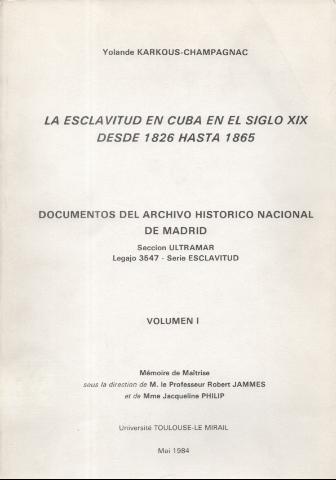 Yolande KARKOUS-CHAMPAGNAC
LA ESCLAVITUD EN CUBA EN EL SIGLO XIX
DESDE 1826 HASTA 1865
DOCUMENTOS DEL ARCHIVO HISTORICO NACIONAL
DE MADRID
Seccion ULTRAMAR
Legajo 3547 - Serie ESCLAVITUD
VOLUMEN I
Mémoire de Maîtrise
sous la direction de M. le Professeur Robert JAMMES
et de Mme Jacqueline PHILIP
Université TOULOUSE-LE MIRAIL
Mai 1984